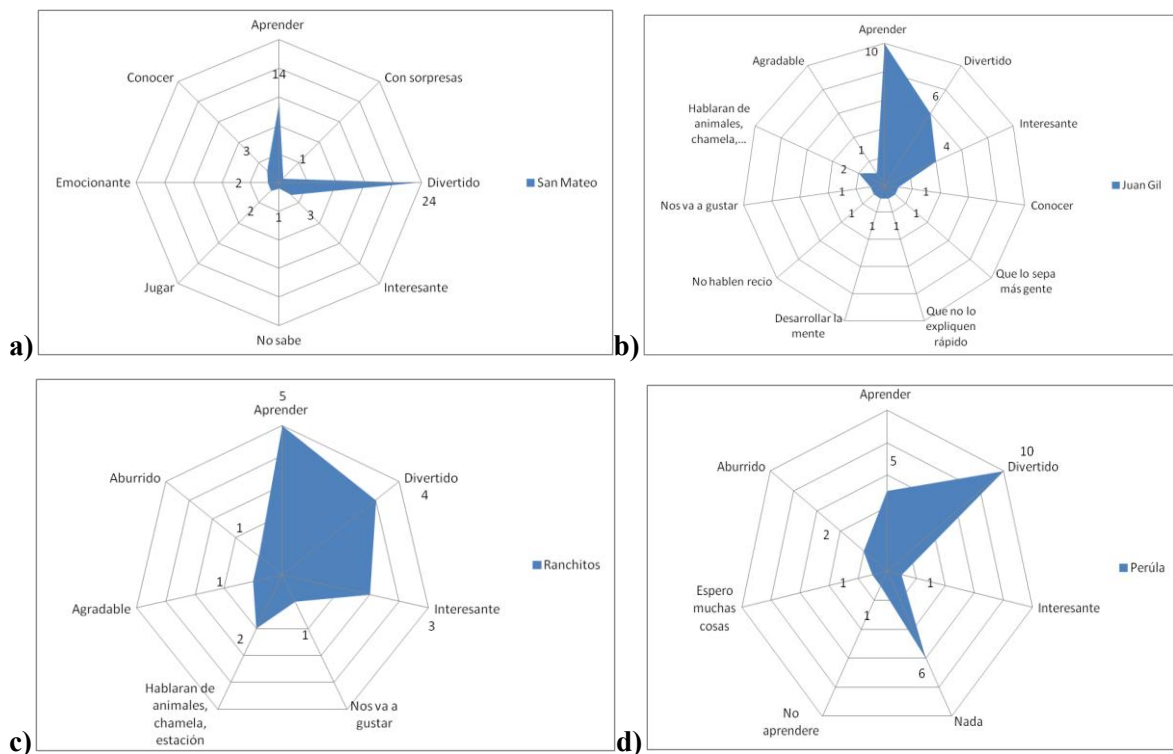 a)
Aprender
14
Con sorpresas
1
Divertido
24
Interesante
3
No sabe
1
Jugar
2
Emocionante
2
Conocer
3
San Mateo
b)
Aprender
10
Divertido
6
Interesante
4
Conocer
1
Que lo sepa
más gente
1
Que no lo
expliquen
rápido
1
Desarrollar la
mente
1
No hablen recio
1
Nos va a gustar
1
Hablaran de
animales,
chamela,...
2
Agradable
1
Juan Gil
c)
5
Aprender
Divertido
4
Interesante
3
Nos va a
gustar
1
Hablaran de
animales,
chamela,
estación
2
Agradable
1
Aburrido
1
Ranchitos
d)
Aprender
5
10
Divertido
Interesante
1
Nada
6
No
aprendere
1
Espero
muchas
cosas
1
Aburrido
2
Perúla